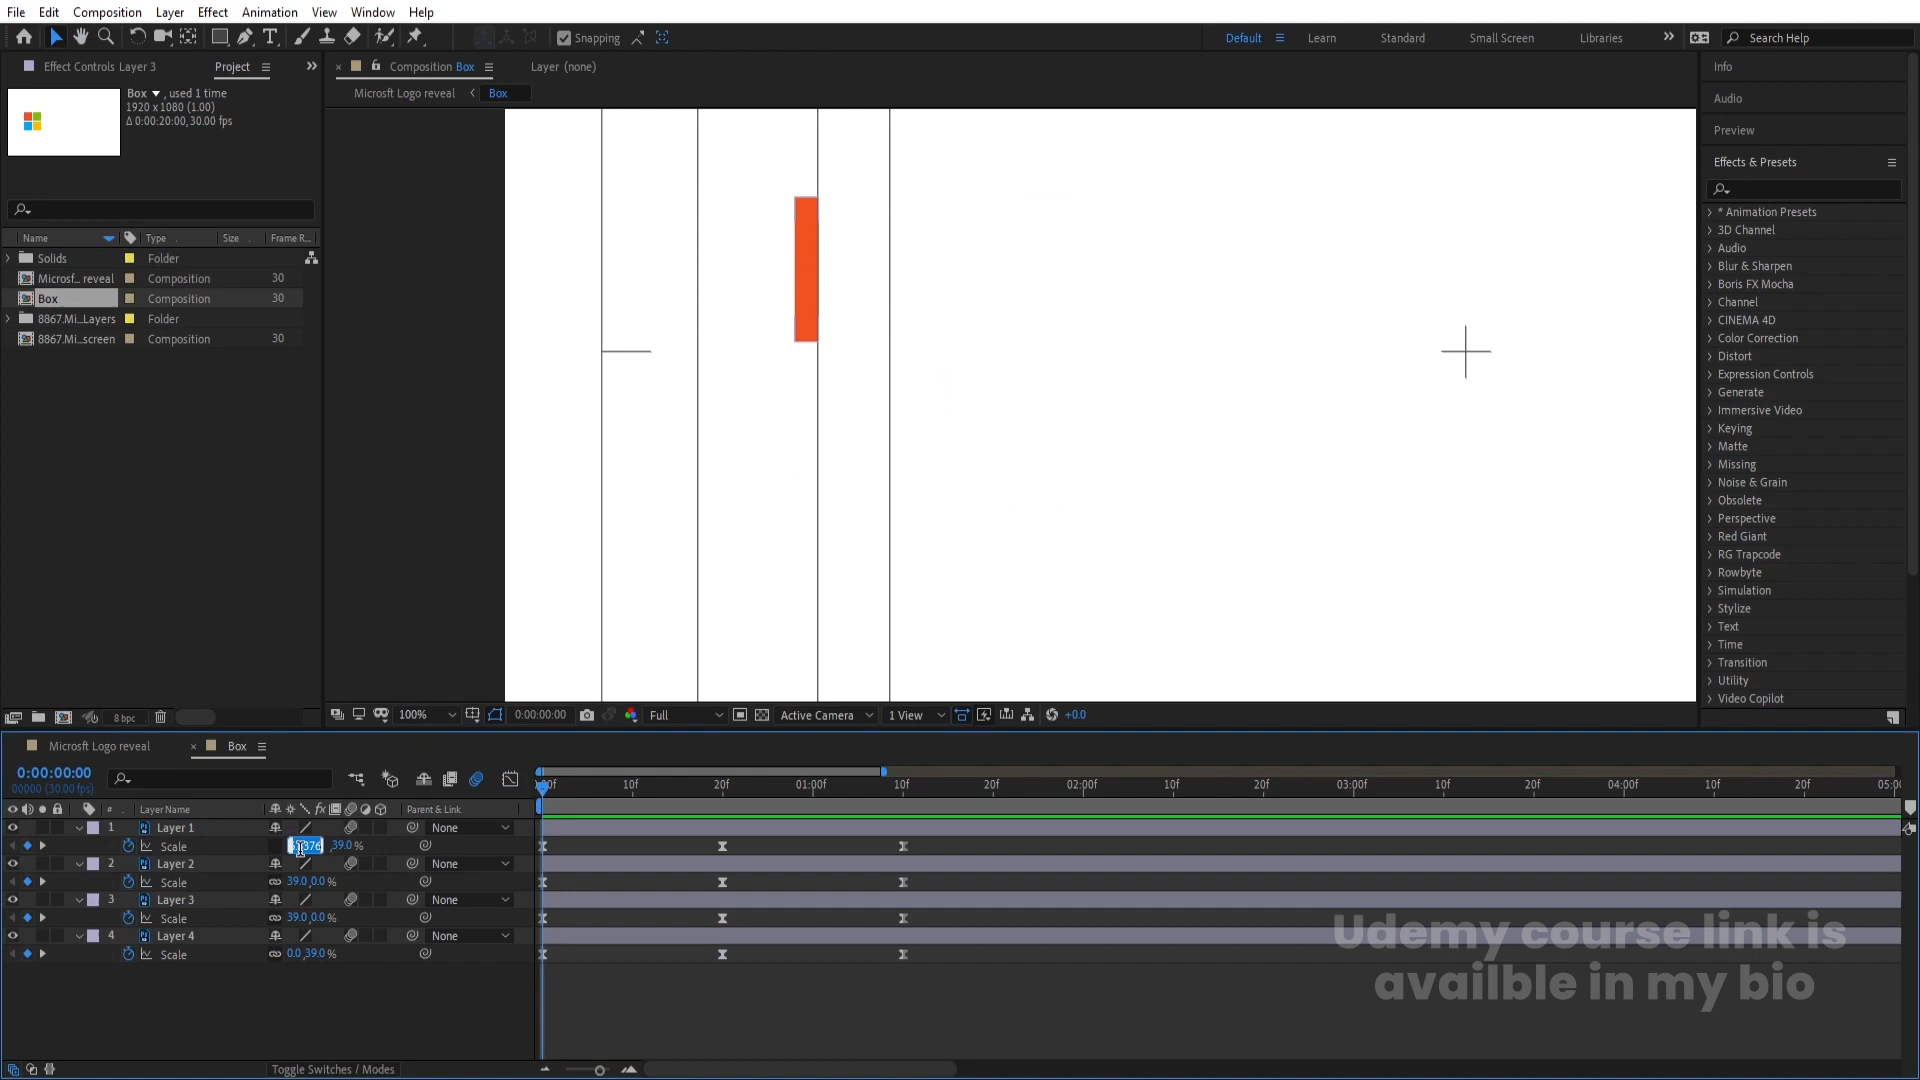 File Edit Composition Layer Effect Animation View Window Help
Snapping
Default Learn Standard Small Screen Libraries Search Help
Effect Controls Layer 3 Project
Composition Box Layer (none)
Microsft Logo reveal Box
Box , used 1 time
1920 x 1080 (1.00)
Δ 0:00:20:00, 30.00 fps
Name Type Size Frame R...
Solids Folder
Microsf... reveal Composition 30
Box Composition 30
8867.Mi...Layers Folder
8867.Mi...screen Composition 30
8 bpc
100% 0:00:00:00 Full Active Camera 1 View +0.0
Info
Audio
Preview
Effects & Presets
* Animation Presets
3D Channel
Audio
Blur & Sharpen
Boris FX Mocha
Channel
CINEMA 4D
Color Correction
Distort
Expression Controls
Generate
Immersive Video
Keying
Matte
Missing
Noise & Grain
Obsolete
Perspective
Red Giant
RG Trapcode
Rowbyte
Simulation
Stylize
Text
Time
Transition
Utility
Video Copilot
Microsft Logo reveal Box
0:00:00:00
00000 (30.00 fps)
10f 20f 01:00f 10f 20f 02:00f 10f 20f 03:00f 10f 20f 04:00f 10f 20f
# Layer Name Parent & Link
1 Layer 1 None
Scale ,39.0 %
2 Layer 2 None
Scale 39.0,0.0 %
3 Layer 3 None
Scale 39.0,0.0 %
4 Layer 4 None
Scale 0.0,39.0 %
Toggle Switches / Modes
Udemy course link is
availble in my bio